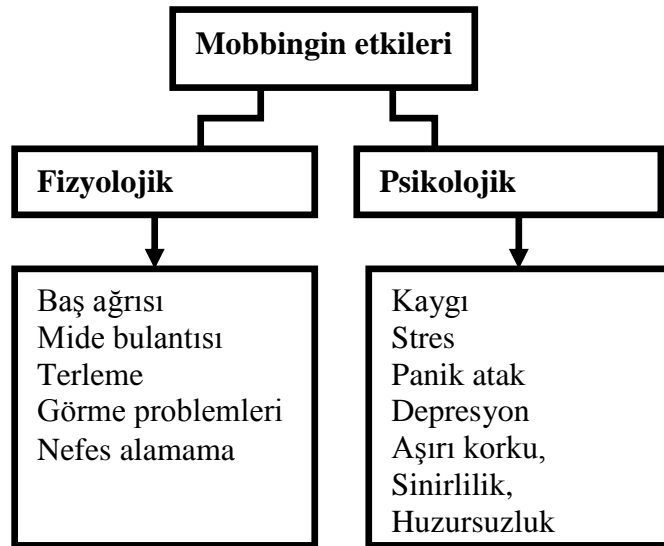 Mobbingin etkileri
Fizyolojik
Psikolojik
Baş ağrısı
Mide bulantısı
Terleme
Görme problemleri
Nefes alamama
Kaygı
Stres
Panik atak
Depresyon
Aşırı korku,
Sinirlilik,
Huzursuzluk